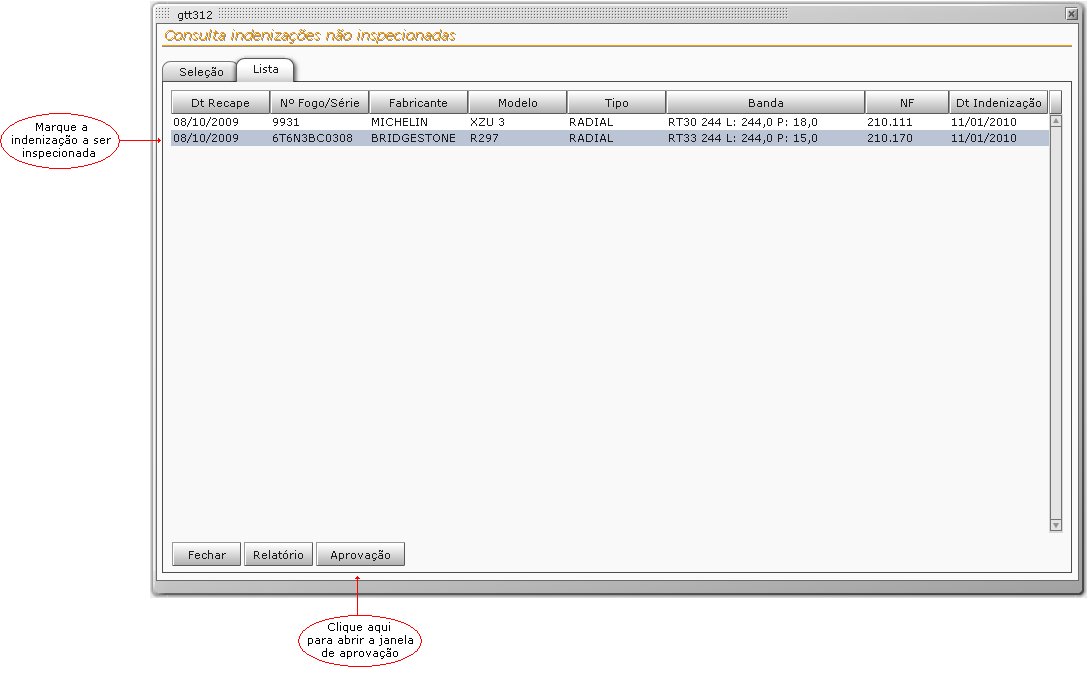 gtt312
Consulta indenizações não inspecionadas
Seleção Lista
Dt Recape Nº Fogo/Série Fabricante Modelo Tipo Banda NF Dt Indenização
08/10/2009 9931 MICHELIN XZU 3 RADIAL RT30 244 L: 244,0 P: 18,0 210.111 11/01/2010
08/10/2009 6T6N3BC0308 BRIDGESTONE R297 RADIAL RT33 244 L: 244,0 P: 15,0 210.170 11/01/2010
Marque a
indenização a ser
inspecionada
Fechar Relatório Aprovação
Clique aqui
para abrir a janela
de aprovação